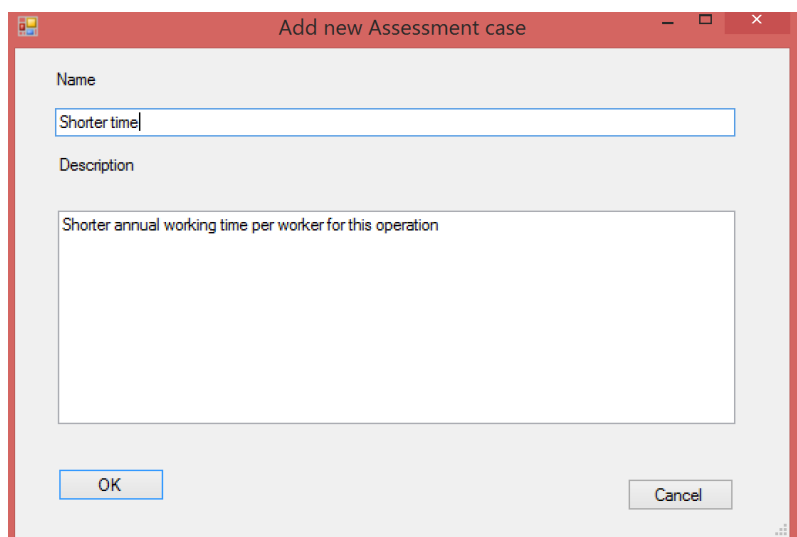 Add new Assessment case
Name
Shorter time
Description
Shorter annual working time per worker for this operation
OK
Cancel